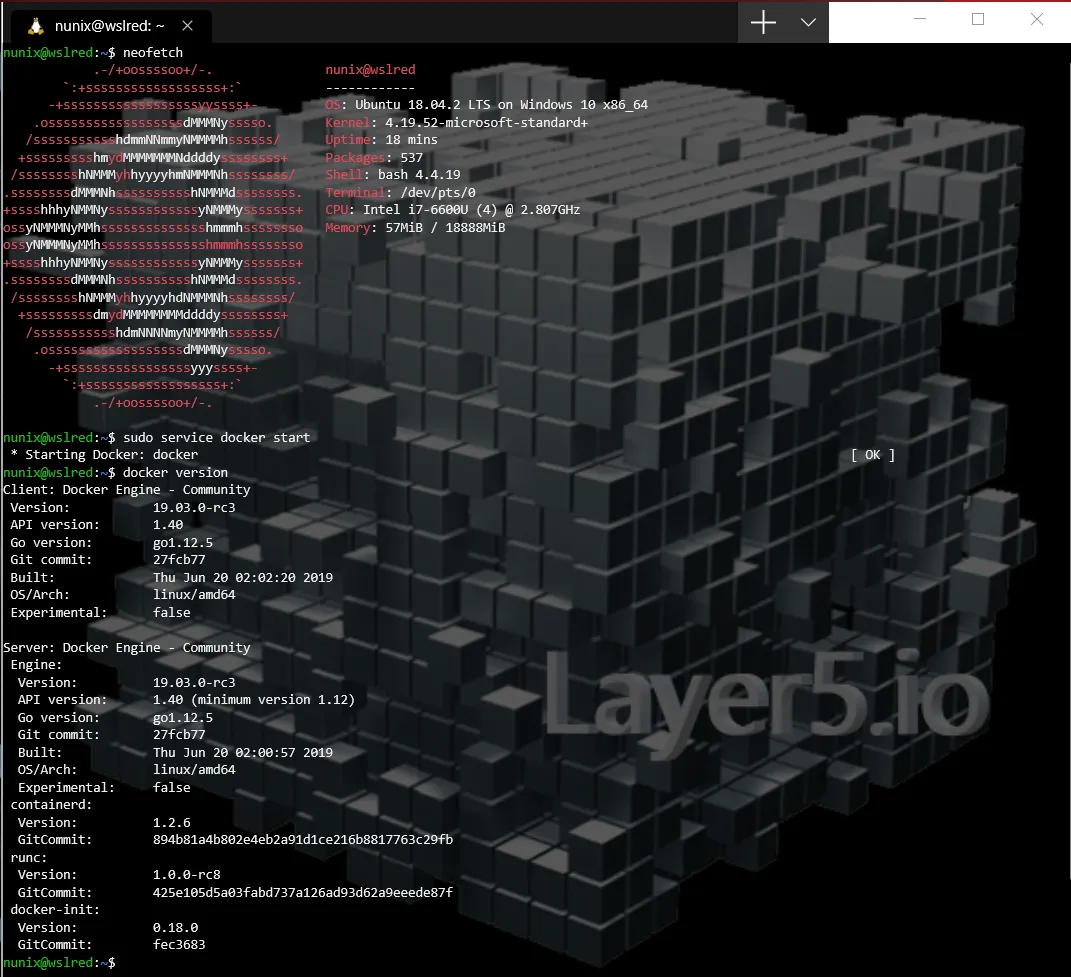 nunix@wslred: ~
nunix@wslred:~$ neofetch
.-/+oossssoo+/-.
`:+ssssssssssssssssss+:`
-+ssssssssssssssssssyyssss+-
.ossssssssssssssssssdMMMNysssso.
/ssssssssssshdmmNNmmyNMMMMhssssss/
+ssssssssshmydMMMMMMMNddddyssssssss+
/sssssssshNMMMyhhyyyyhmNMMMNhssssssss/
.ssssssssdMMMNhsssssssssshNMMMdssssssss.
+sssshhhyNMMNyssssssssssssyNMMMysssssss+
ossyNMMMNyMMhsssssssssssssshmmmhssssssso
ossyNMMMNyMMhsssssssssssssshmmmhssssssso
+sssshhhyNMMNyssssssssssssyNMMMysssssss+
.ssssssssdMMMNhsssssssssshNMMMdssssssss.
/sssssssshNMMMyhhyyyyhdNMMMNhssssssss/
+sssssssssdmydMMMMMMMMddddyssssssss+
/ssssssssssshdmNNNNmyNMMMMhssssss/
.ossssssssssssssssssdMMMNysssso.
-+sssssssssssssssssyyyssss+-
`:+ssssssssssssssssss+:`
.-/+oossssoo+/-.
nunix@wslred
------------
OS: Ubuntu 18.04.2 LTS on Windows 10 x86_64
Kernel: 4.19.52-microsoft-standard+
Uptime: 18 mins
Packages: 537
Shell: bash 4.4.19
Terminal: /dev/pts/0
CPU: Intel i7-6600U (4) @ 2.807GHz
Memory: 57MiB / 18888MiB
nunix@wslred:~$ sudo service docker start
* Starting Docker: docker [ OK ]
nunix@wslred:~$ docker version
Client: Docker Engine - Community
Version: 19.03.0-rc3
API version: 1.40
Go version: go1.12.5
Git commit: 27fcb77
Built: Thu Jun 20 02:02:20 2019
OS/Arch: linux/amd64
Experimental: false
Server: Docker Engine - Community
Engine:
Version: 19.03.0-rc3
API version: 1.40 (minimum version 1.12)
Go version: go1.12.5
Git commit: 27fcb77
Built: Thu Jun 20 02:00:57 2019
OS/Arch: linux/amd64
Experimental: false
containerd:
Version: 1.2.6
GitCommit: 894b81a4b802e4eb2a91d1ce216b8817763c29fb
runc:
Version: 1.0.0-rc8
GitCommit: 425e105d5a03fabd737a126ad93d62a9eeede87f
docker-init:
Version: 0.18.0
GitCommit: fec3683
nunix@wslred:~$
Layer5.io